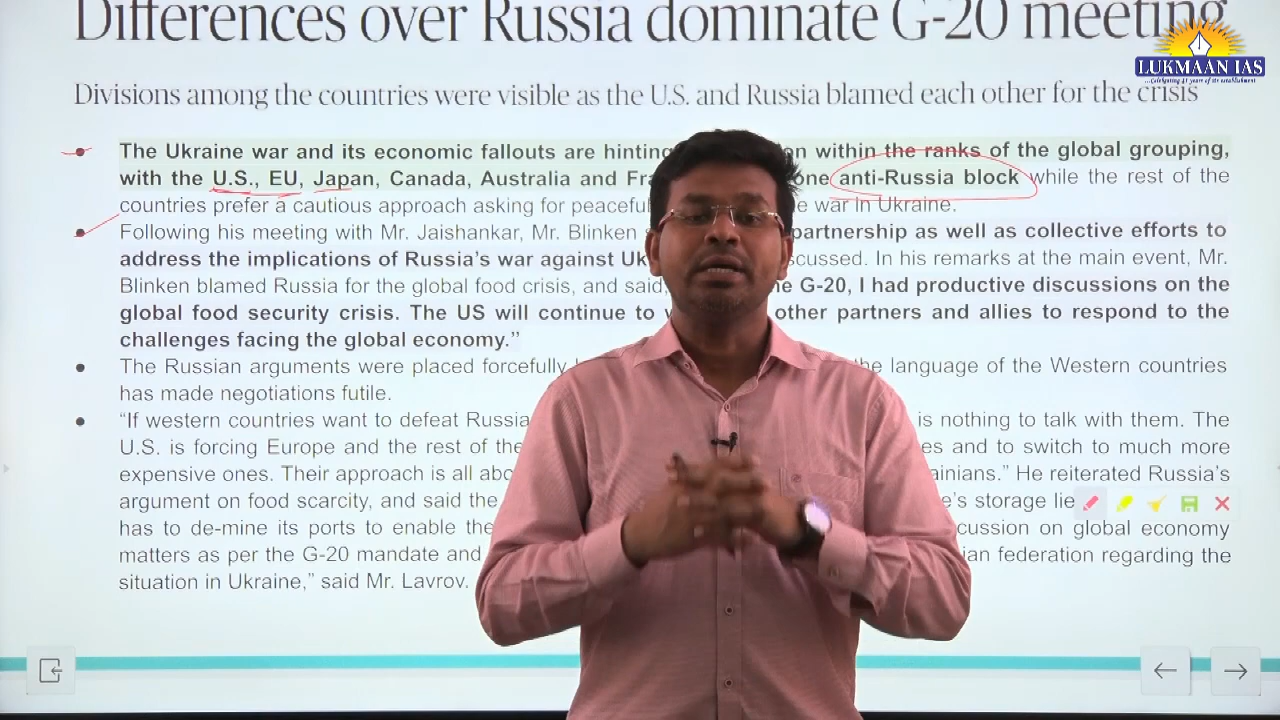 Differences over Russia dominate G-20 meeting
LUKMAAN IAS
Divisions among the countries were visible as the U.S. and Russia blamed each other for the crisis
The Ukraine war and its economic fallouts are hinting on within the ranks of the global grouping,
with the U.S., EU, Japan, Canada, Australia and Fra one anti-Russia block while the rest of the
countries prefer a cautious approach asking for peaceful e war in Ukraine.
Following his meeting with Mr. Jaishankar, Mr. Blinken partnership as well as collective efforts to
address the implications of Russia's war against Uk cussed. In his remarks at the main event, Mr.
Blinken blamed Russia for the global food crisis, and said, he G-20, I had productive discussions on the
global food security crisis. The US will continue to other partners and allies to respond to the
challenges facing the global economy."
The Russian arguments were placed forcefully the language of the Western countries
has made negotiations futile.
"If western countries want to defeat Russia is nothing to talk with them. The
U.S. is forcing Europe and the rest of the es and to switch to much more
expensive ones. Their approach is all abo ainians." He reiterated Russia's
argument on food scarcity, and said the e's storage lie
has to de-mine its ports to enable the cussion on global economy
matters as per the G-20 mandate and ian federation regarding the
situation in Ukraine," said Mr. Lavrov.